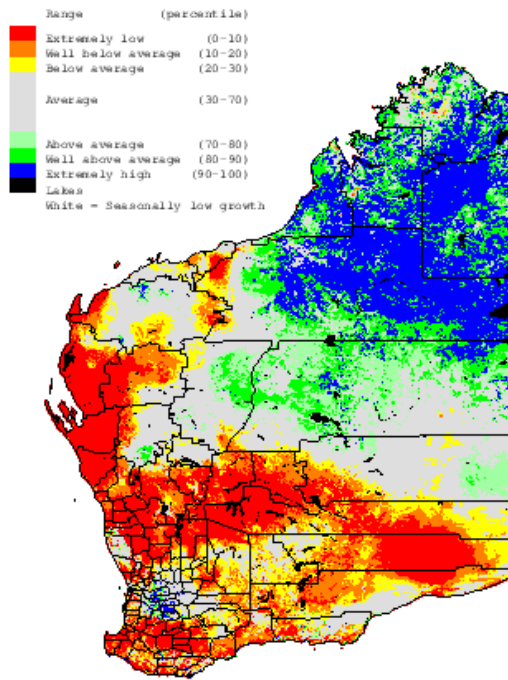 Range (percentile)
Extremely low (0-10)
Well below average (10-20)
Below average (20-30)
Average (30-70)
Above average (70-80)
Well above average (80-90)
Extremely high (90-100)
Lakes
White - Seasonally low growth